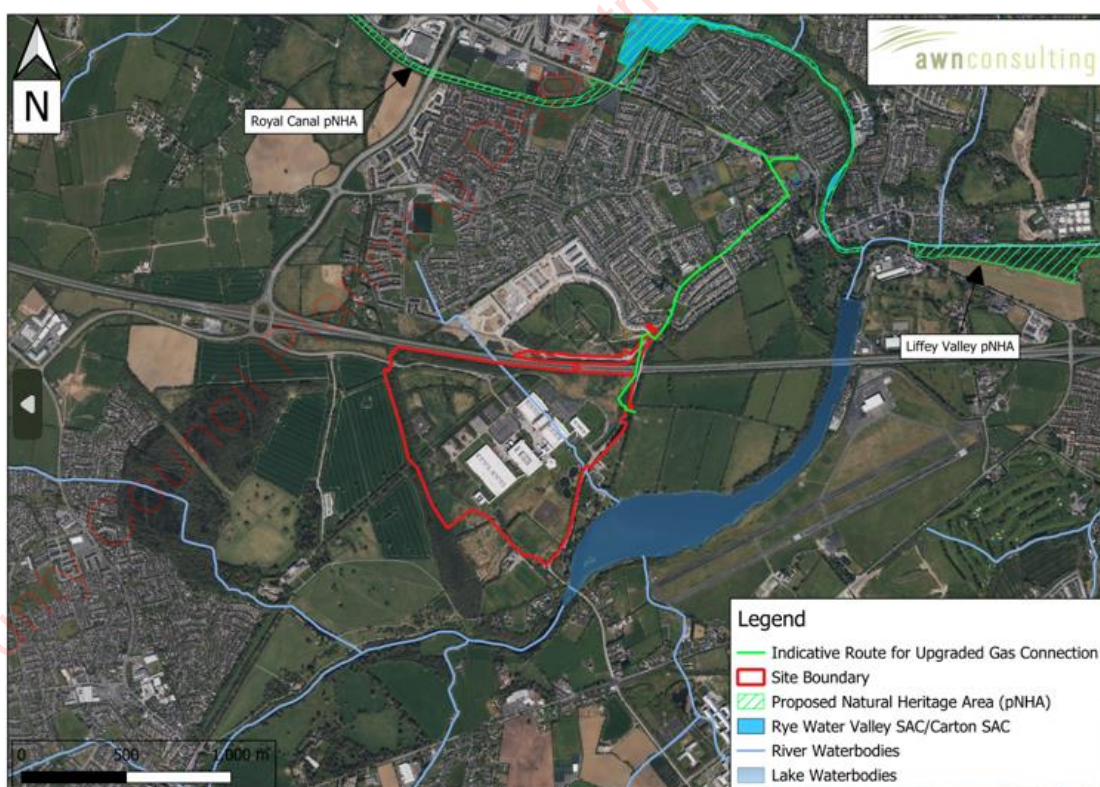 awnconsulting
N
Royal Canal pNHA
Liffey Valley pNHA
Legend
Indicative Route for Upgraded Gas Connection
Site Boundary
Proposed Natural Heritage Area (pNHA)
Rye Water Valley SAC/Carton SAC
River Waterbodies
Lake Waterbodies
0 500 1,000 m